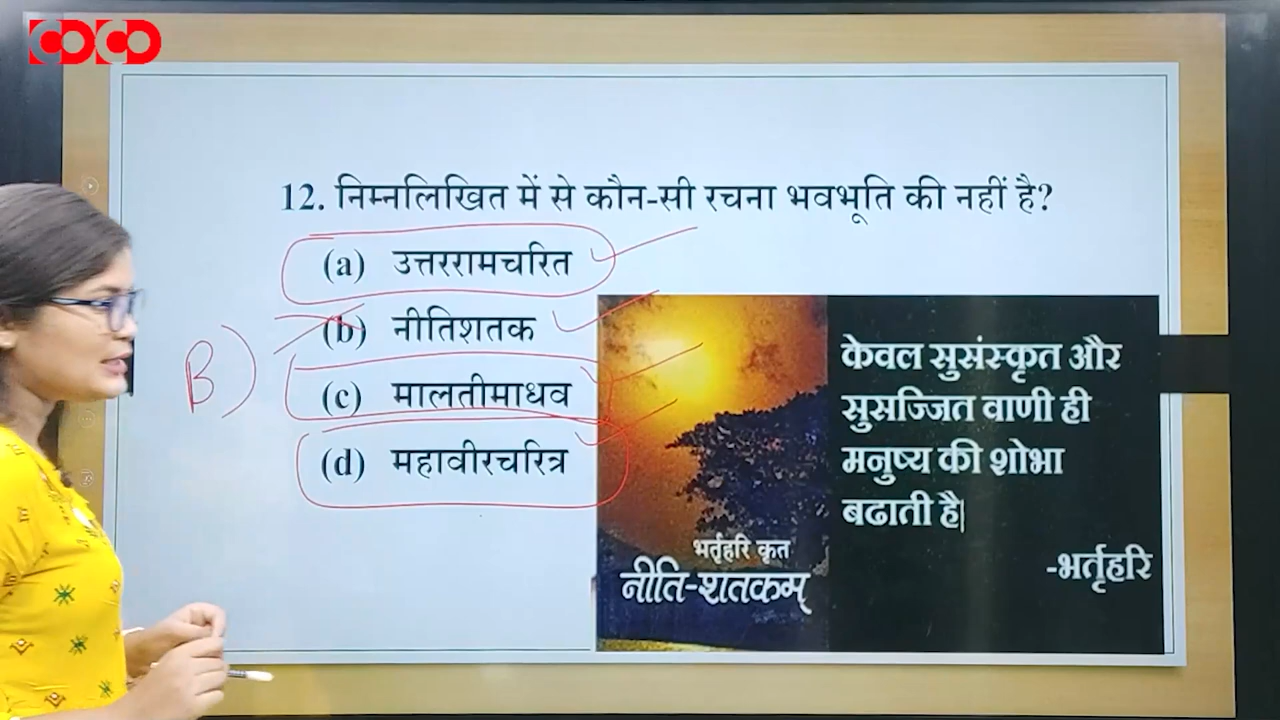 CDCD
12. निम्नलिखित में से कौन-सी रचना भवभूति की नहीं है?
(a) उत्तररामचरित
(b) नीतिशतक
B)
(c) मालतीमाधव
(d) महावीरचरित्र
केवल सुसंस्कृत और
सुसज्जित वाणी ही
मनुष्य की शोभा
बढाती है|
-भर्तृहरि
भर्तृहरि कृत
नीति-शतकम्